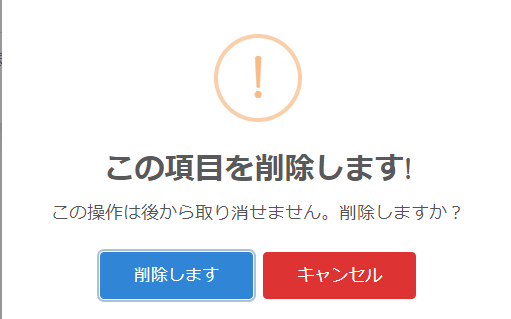 この項目を削除します!
この操作は後から取り消せません。削除しますか？
削除します キャンセル